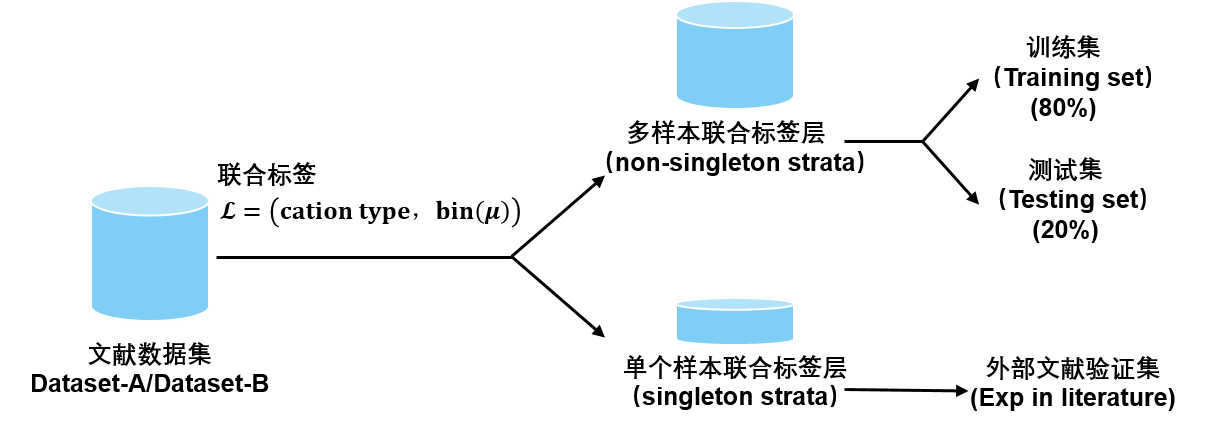 文献数据集
Dataset-A/Dataset-B
联合标签
𝓛 = (cation type，bin(μ))
多样本联合标签层
（non-singleton strata）
训练集
（Training set）
(80%)
测试集
（Testing set）
(20%)
单个样本联合标签层
（singleton strata）
外部文献验证集
(Exp in literature)